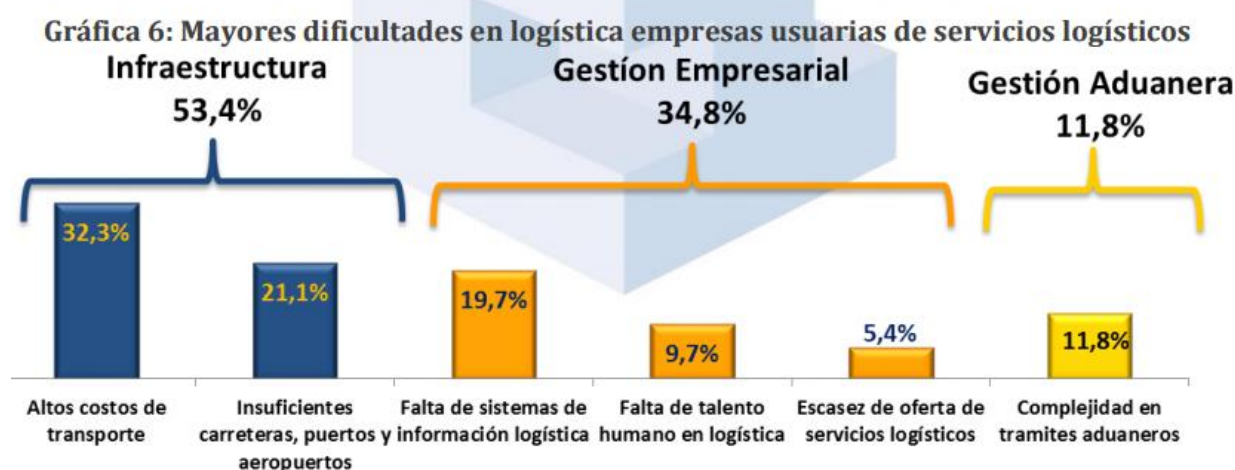 Gráfica 6: Mayores dificultades en logística empresas usuarias de servicios logísticos
Infraestructura
53,4%
Gestíon Empresarial
34,8%
Gestión Aduanera
11,8%
32,3%
21,1%
19,7%
9,7%
5,4%
11,8%
Altos costos de
transporte
Insuficientes
carreteras, puertos y
aeropuertos
Falta de sistemas de
información logística
Falta de talento
humano en logística
Escasez de oferta de
servicios logísticos
Complejidad en
tramites aduaneros